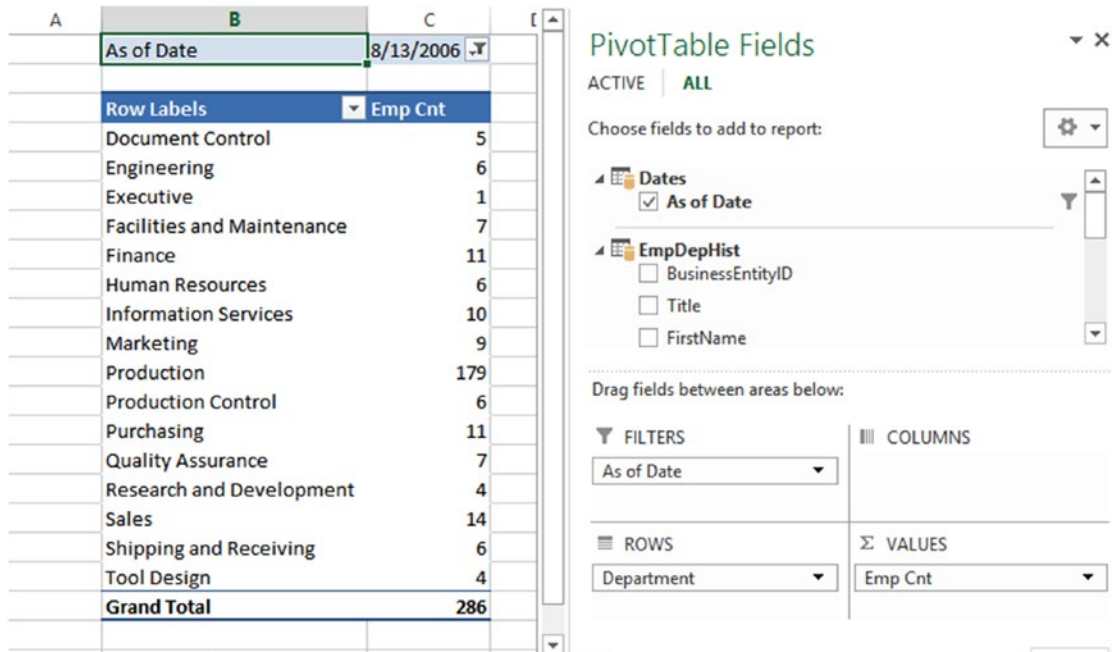 A B C D
As of Date 8/13/2006
Row Labels Emp Cnt
Document Control 5
Engineering 6
Executive 1
Facilities and Maintenance 7
Finance 11
Human Resources 6
Information Services 10
Marketing 9
Production 179
Production Control 6
Purchasing 11
Quality Assurance 7
Research and Development 4
Sales 14
Shipping and Receiving 6
Tool Design 4
Grand Total 286
PivotTable Fields
ACTIVE ALL
Choose fields to add to report:
Dates
As of Date
EmpDepHist
BusinessEntityID
Title
FirstName
Drag fields between areas below:
FILTERS
As of Date
COLUMNS
ROWS
Department
Σ VALUES
Emp Cnt